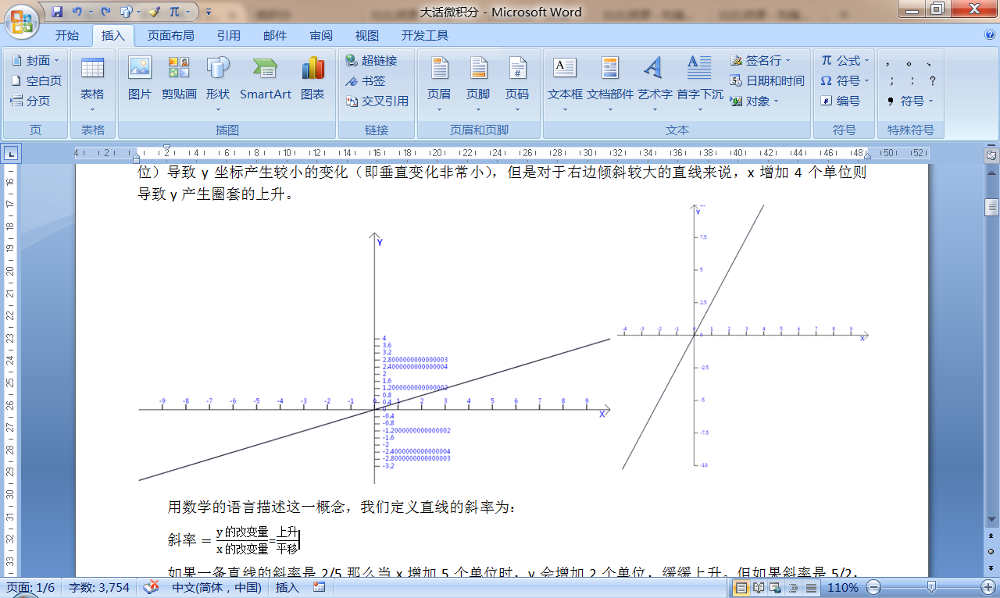 大话微积分 - Microsoft Word
开始 插入 页面布局 引用 邮件 审阅 视图 开发工具
封面 空白页 分页 表格 图片 剪贴画 形状 SmartArt 图表 超链接 书签 交叉引用 页眉 页脚 页码 文本框 文档部件 艺术字 首字下沉 签名行 日期和时间 对象 π 公式 Ω 符号 编号 , 。 、 ; : ? 符号
页 表格 插图 链接 页眉和页脚 文本 符号 特殊符号
4 2 2 4 6 8 10 12 14 16 18 20 22 24 26 28 30 32 34 36 38 40 42 44 46 48 50 52
16 17 18 19 20 21 22 23 24 25 26 27 28 29 30 31 32 33
位）导致 y 坐标产生较小的变化（即垂直变化非常小），但是对于右边倾斜较大的直线来说，x 增加 4 个单位则
导致 y 产生圈套的上升。
Y
4
3.6
3.2
2.8000000000000003
2.4000000000000004
2
1.6
1.2000000000000002
0.8
0.4
-9 -8 -7 -6 -5 -4 -3 -2 -1 0 1 2 3 4 5 6 7 8 9
0
X
-0.4
-0.8
-1.2000000000000002
-1.6
-2
-2.4000000000000004
-2.8000000000000003
-3.2
Y
7.5
5
2.5
-4 -3 -2 -1 0 1 2 3 4 5 6 7 8 9
0
X
-2.5
-5
-7.5
-10
用数学的语言描述这一概念，我们定义直线的斜率为：
斜率 = y 的改变量/x 的改变量=上升/平移
如果一条直线的斜率是 2/5 那么当 x 增加 5 个单位时，y 会增加 2 个单位，缓缓上升。但如果斜率是 5/2，
页面: 1/6 字数: 3,754 中文(简体，中国) 插入 110%